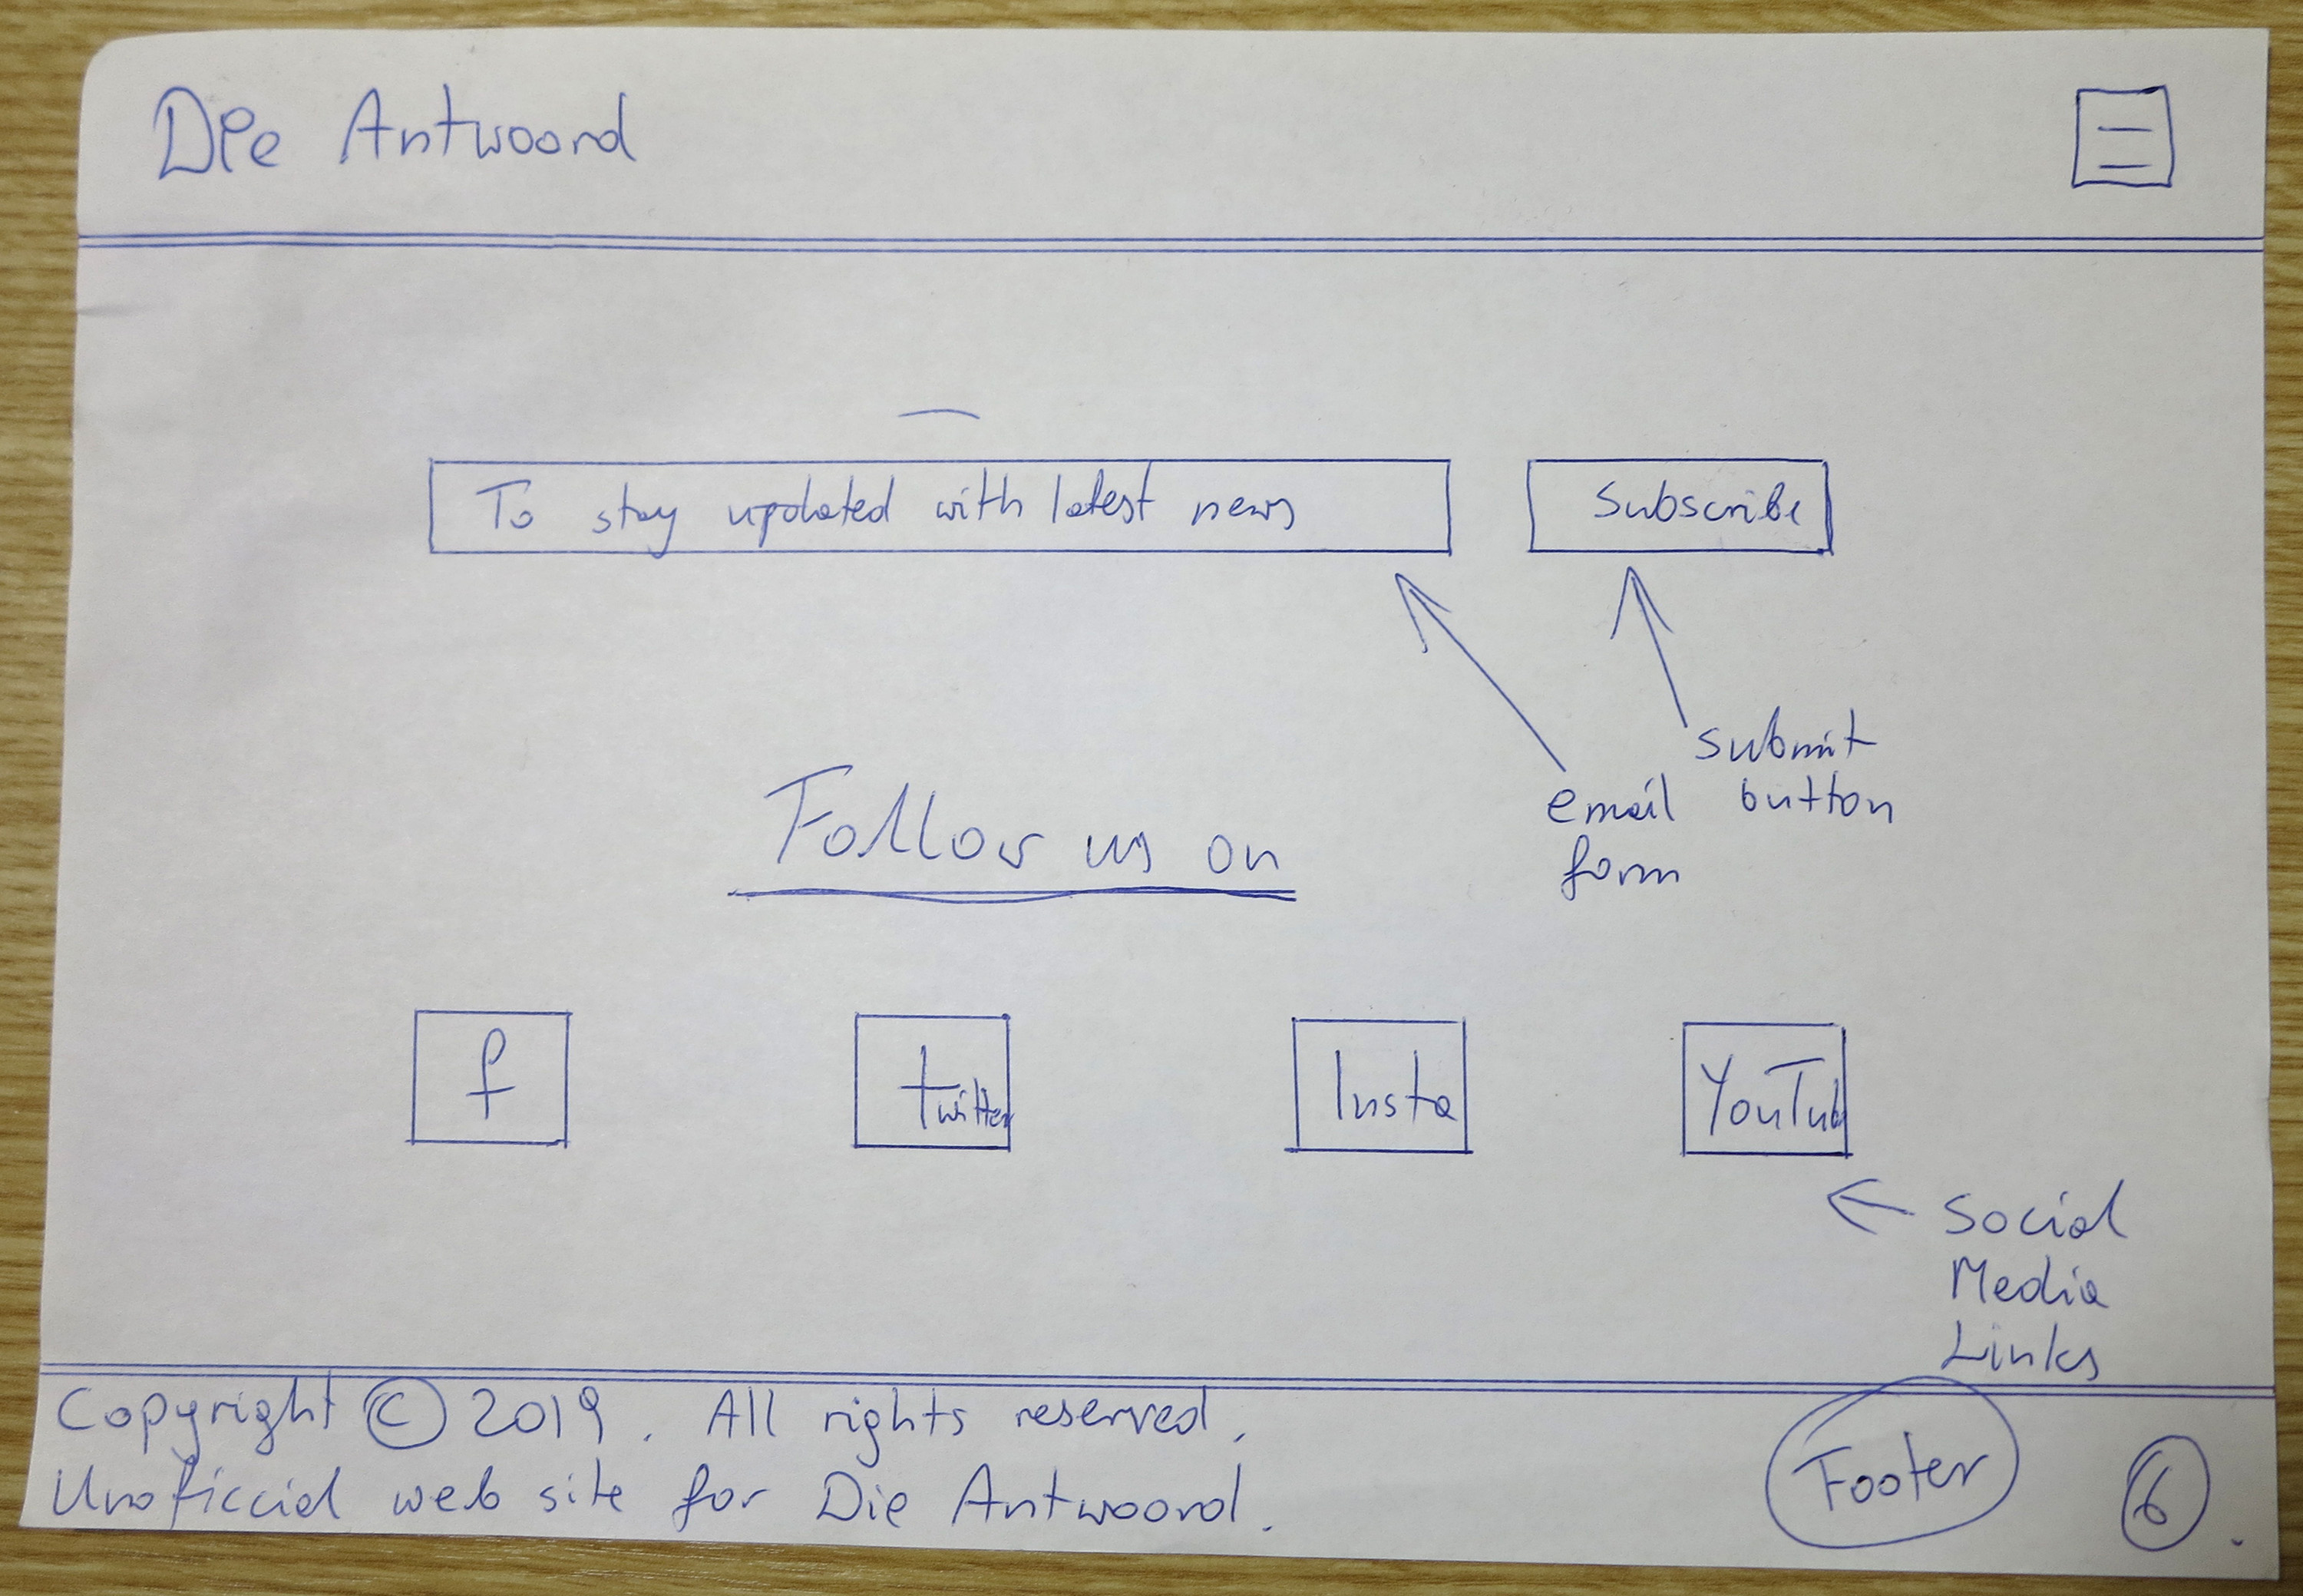 Die Antwoord
To stay updated with latest news
Subscribe
submit
button
email
form
Follow us on
f
twitter
Insta
YouTub
Social
Media
Links
Copyright © 2019. All rights reserved.
Unoficcial web site for Die Antwoord.
Footer
6.